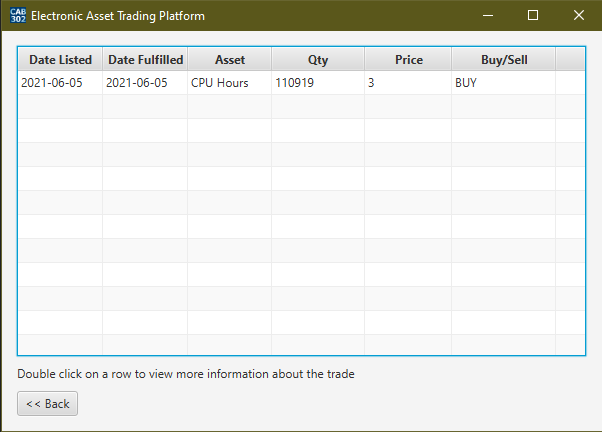 CAB
302
Electronic Asset Trading Platform
Date Listed Date Fulfilled Asset Qty Price Buy/Sell
2021-06-05 2021-06-05 CPU Hours 110919 3 BUY
Double click on a row to view more information about the trade
<< Back